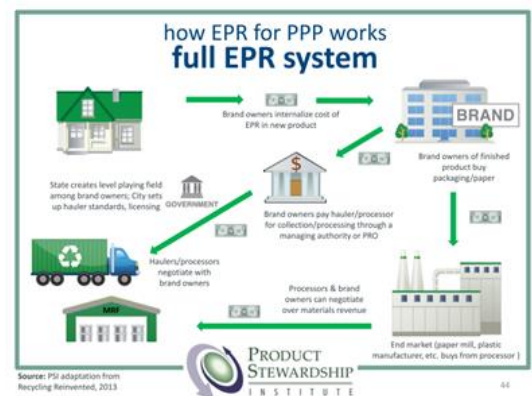 how EPR for PPP works
full EPR system
Brand owners internalize cost of
EPR in new product
BRAND
Brand owners of finished
product buy
packaging/paper
State creates level playing field
among brand owners; City sets
up hauler standards, licensing
GOVERNMENT
$
Brand owners pay hauler/processor
for collection/processing through a
managing authority or PRO
Haulers/processors
negotiate with
brand owners
Processors & brand
owners can negotiate
over materials revenue
MRF
End market (paper mill, plastic
manufacturer, etc. buys from processor )
PRODUCT
STEWARDSHIP
INSTITUTE
Source: PSI adaptation from
Recycling Reinvented, 2013
44